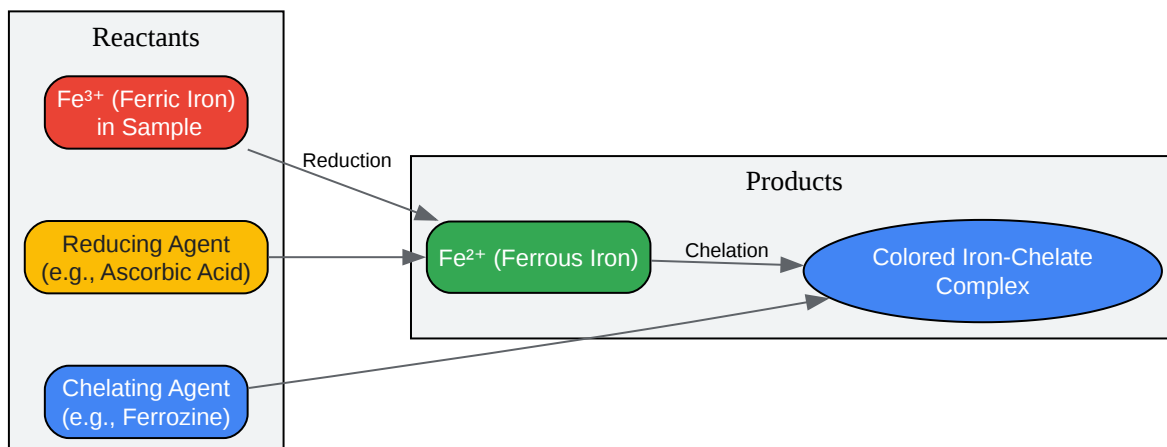 Reactants
Fe³⁺ (Ferric Iron)
in Sample
Reduction
Products
Reducing Agent
(e.g., Ascorbic Acid)
Fe²⁺ (Ferrous Iron)
Chelation
Colored Iron-Chelate
Complex
Chelating Agent
(e.g., Ferrozine)